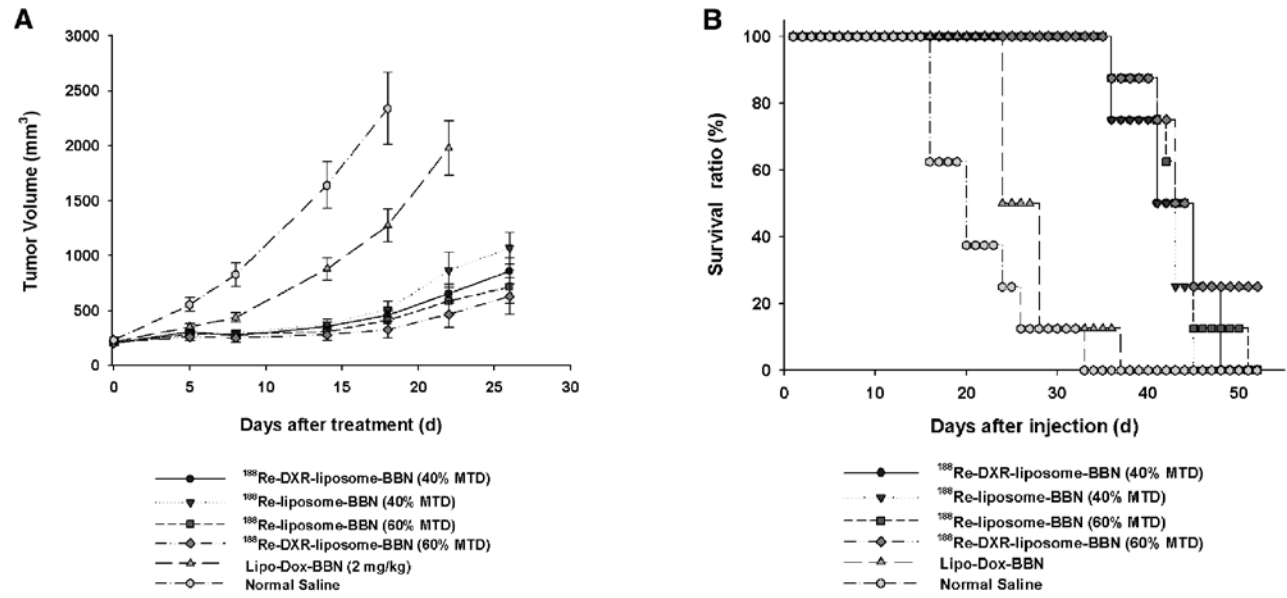 A
3000
2500
2000
1500
1000
500
0
Tumor Volume (mm³)
0 5 10 15 20 25 30
Days after treatment (d)
¹⁸⁸Re-DXR-liposome-BBN (40% MTD)
¹⁸⁸Re-liposome-BBN (40% MTD)
¹⁸⁸Re-liposome-BBN (60% MTD)
¹⁸⁸Re-DXR-liposome-BBN (60% MTD)
Lipo-Dox-BBN (2 mg/kg)
Normal Saline
B
100
80
60
40
20
0
Survival ratio (%)
0 10 20 30 40 50
Days after injection (d)
¹⁸⁸Re-DXR-liposome-BBN (40% MTD)
¹⁸⁸Re-liposome-BBN (40% MTD)
¹⁸⁸Re-liposome-BBN (60% MTD)
¹⁸⁸Re-DXR-liposome-BBN (60% MTD)
Lipo-Dox-BBN
Normal Saline